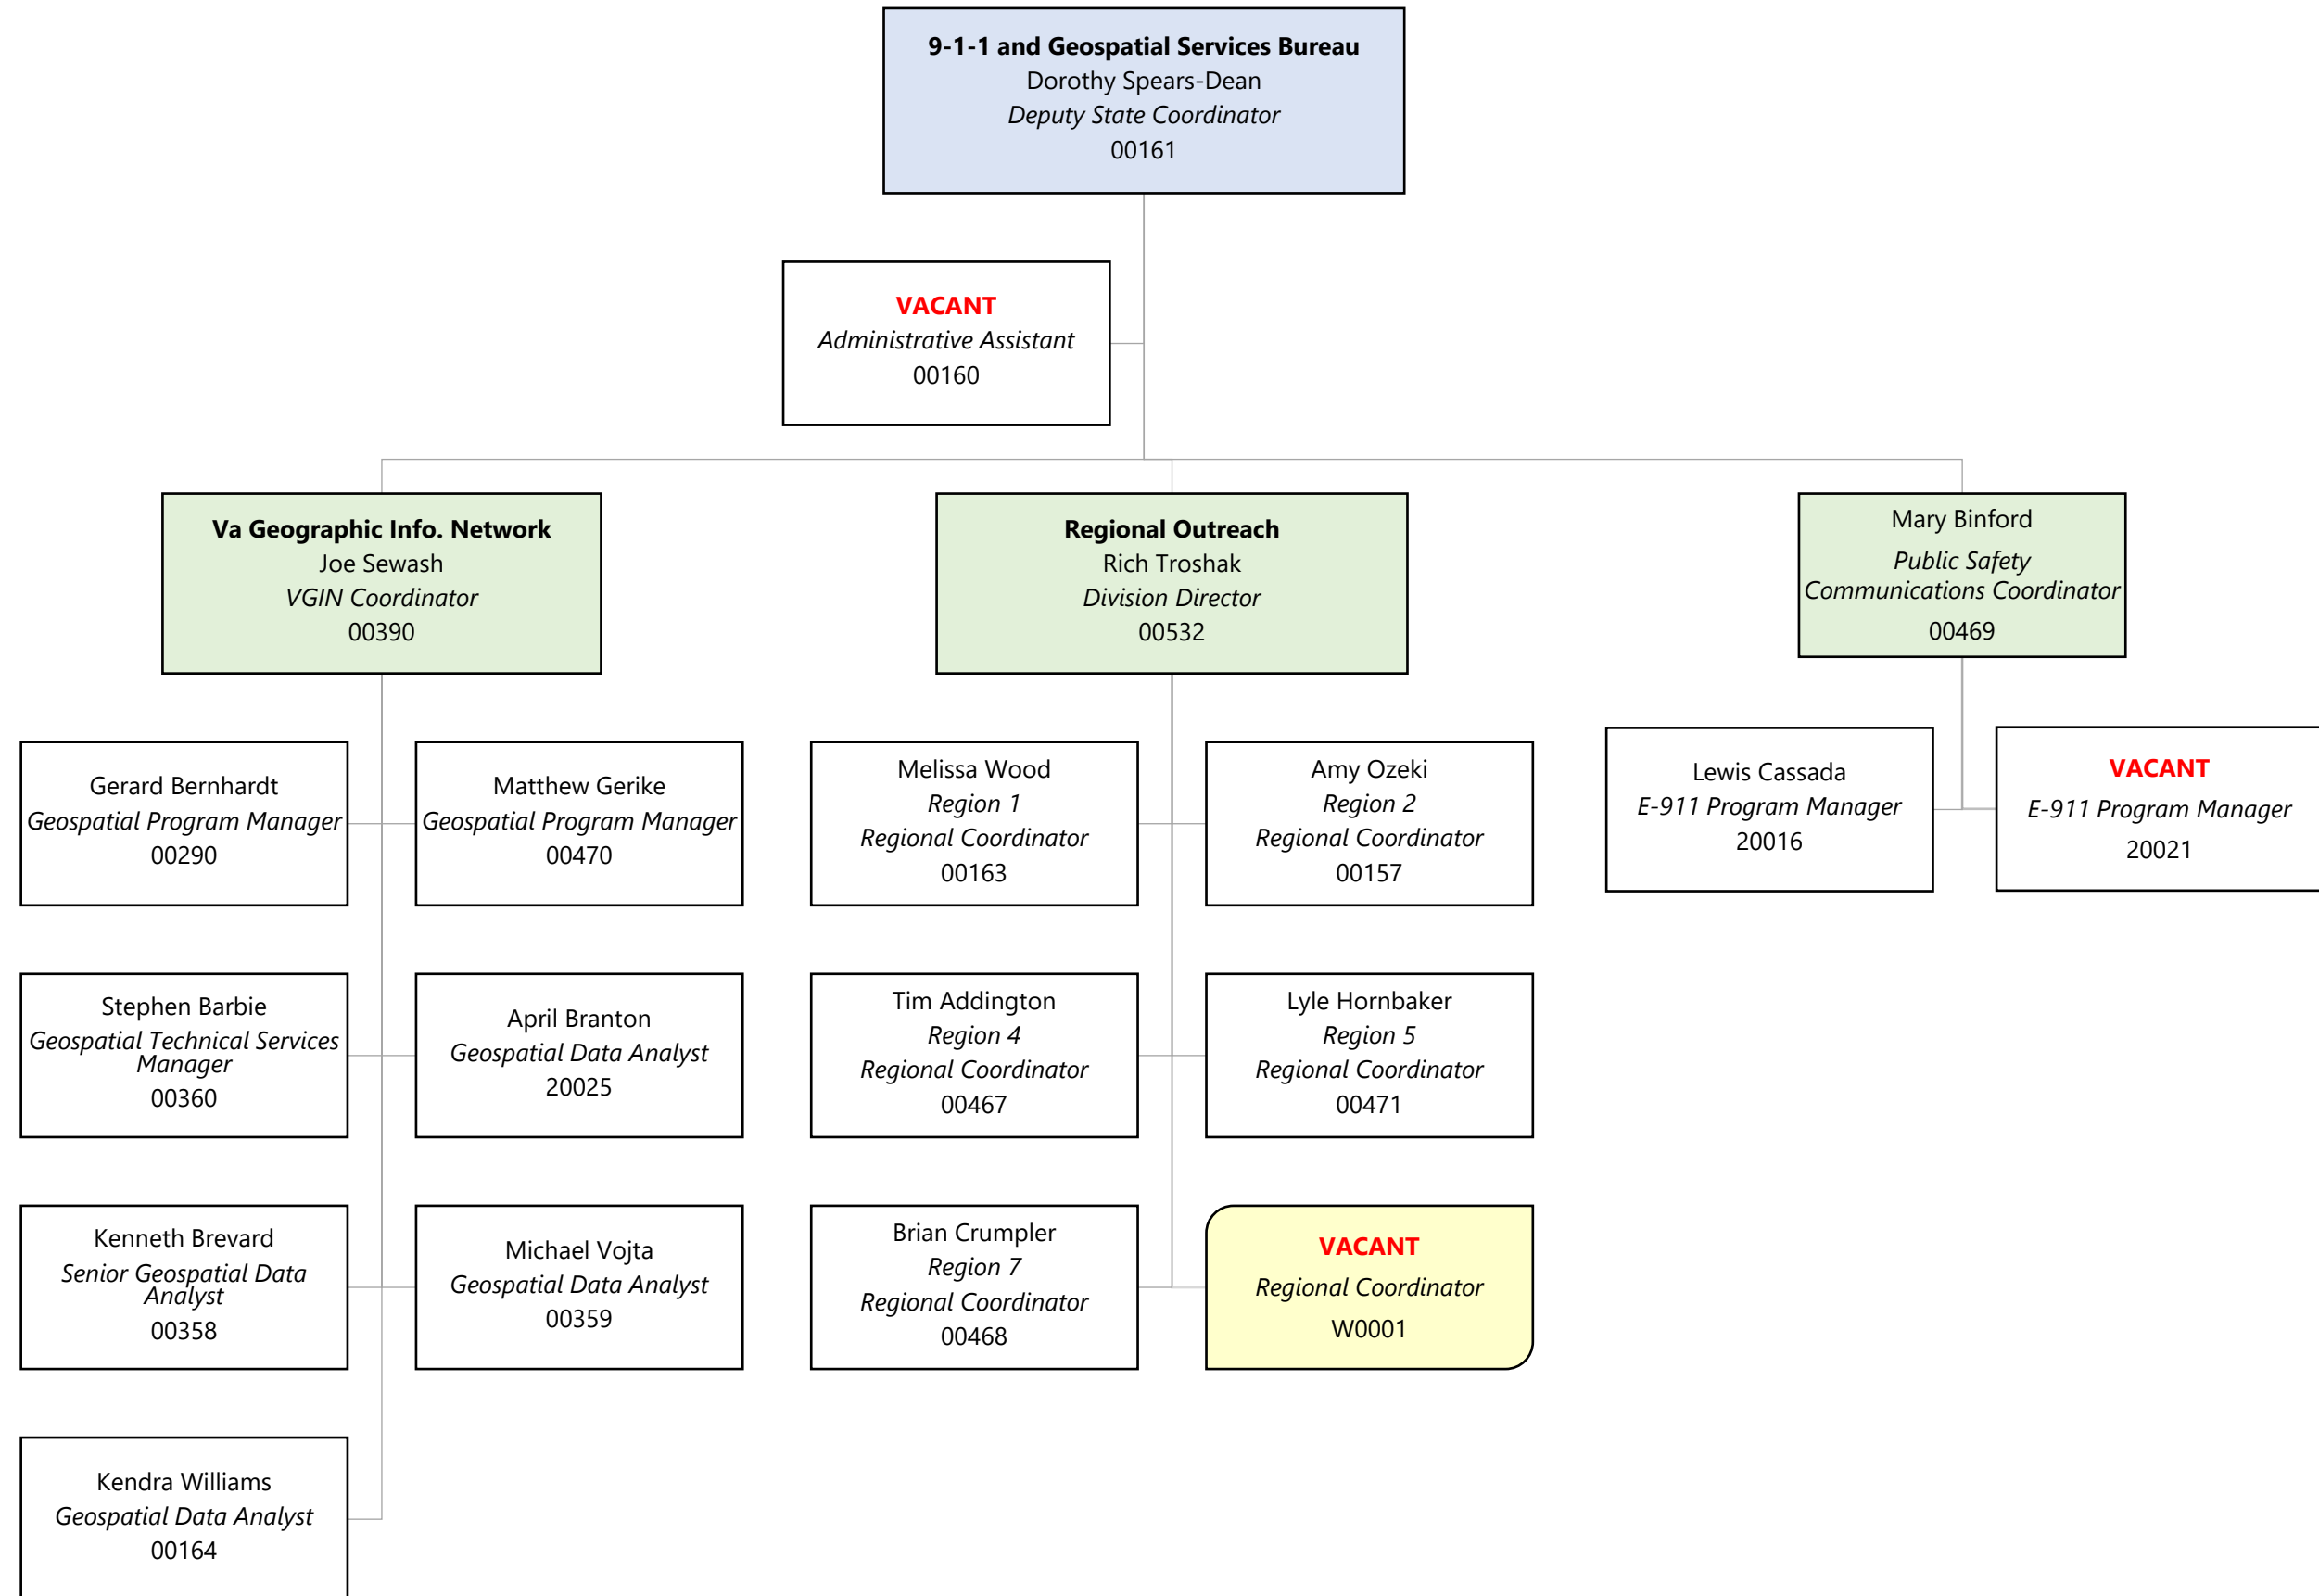 9-1-1 and Geospatial Services Bureau
Dorothy Spears-Dean
Deputy State Coordinator
00161
VACANT
Administrative Assistant
00160
Va Geographic Info. Network
Joe Sewash
VGIN Coordinator
00390
Regional Outreach
Rich Troshak
Division Director
00532
Mary Binford
Public Safety
Communications Coordinator
00469
Gerard Bernhardt
Geospatial Program Manager
00290
Matthew Gerike
Geospatial Program Manager
00470
Melissa Wood
Region 1
Regional Coordinator
00163
Amy Ozeki
Region 2
Regional Coordinator
00157
Lewis Cassada
E-911 Program Manager
20016
VACANT
E-911 Program Manager
20021
Stephen Barbie
Geospatial Technical Services
Manager
00360
April Branton
Geospatial Data Analyst
20025
Tim Addington
Region 4
Regional Coordinator
00467
Lyle Hornbaker
Region 5
Regional Coordinator
00471
Kenneth Brevard
Senior Geospatial Data
Analyst
00358
Michael Vojta
Geospatial Data Analyst
00359
Brian Crumpler
Region 7
Regional Coordinator
00468
VACANT
Regional Coordinator
W0001
Kendra Williams
Geospatial Data Analyst
00164